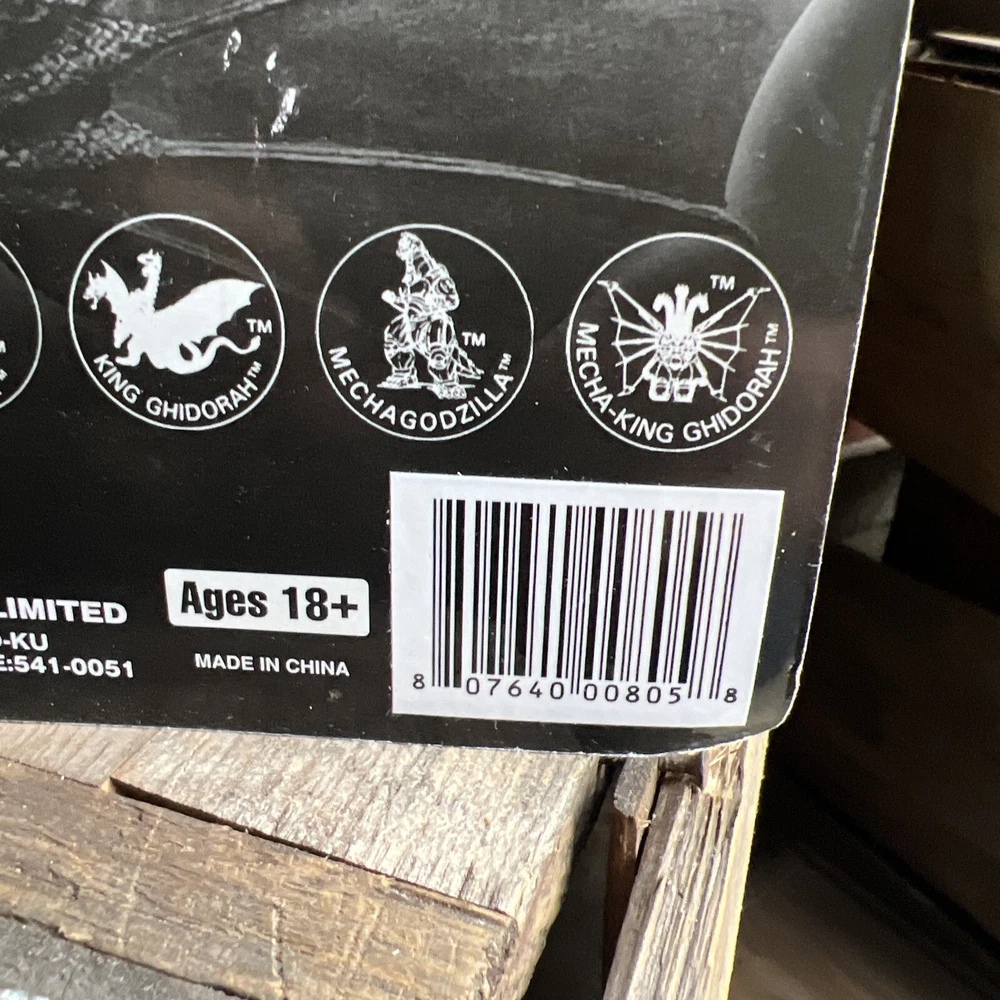 TM
KING GHIDORAH™
TM
MECHAGODZILLA™
TM
MECHA-KING GHIDORAH™
LIMITED
-KU
E:541-0051
Ages 18+
MADE IN CHINA
8 07640 00805 8